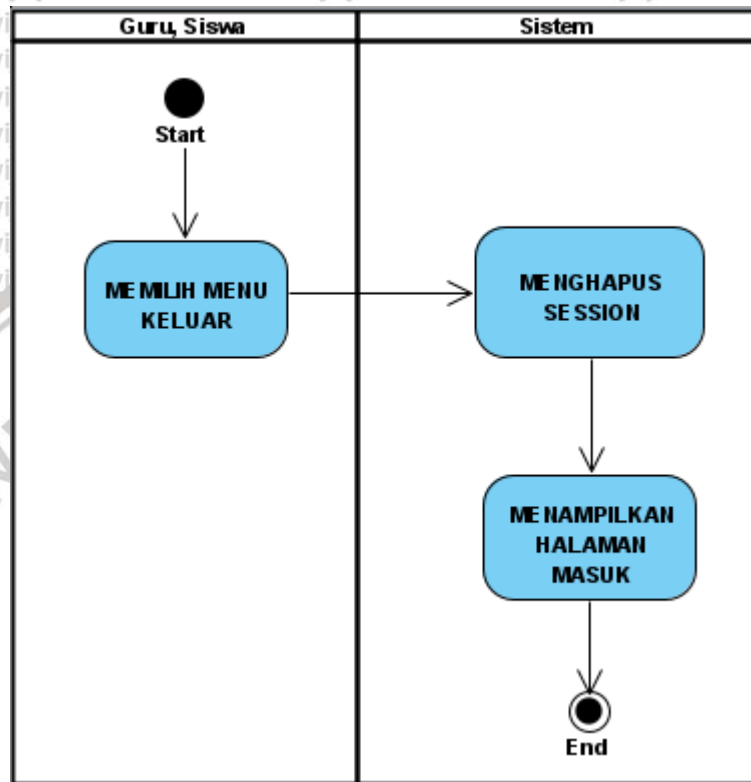 Guru, Siswa
Sistem
Start
MEMILIH MENU
KELUAR
MENGHAPUS
SESSION
MENAMPILKAN
HALAMAN
MASUK
End